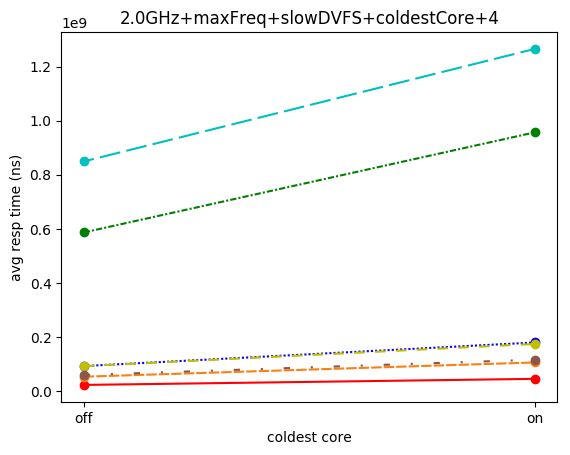 2.0GHz+maxFreq+slowDVFS+coldestCore+4
1e9
1.2
1.0
0.8
0.6
0.4
0.2
0.0
avg resp time (ns)
off
on
coldest core